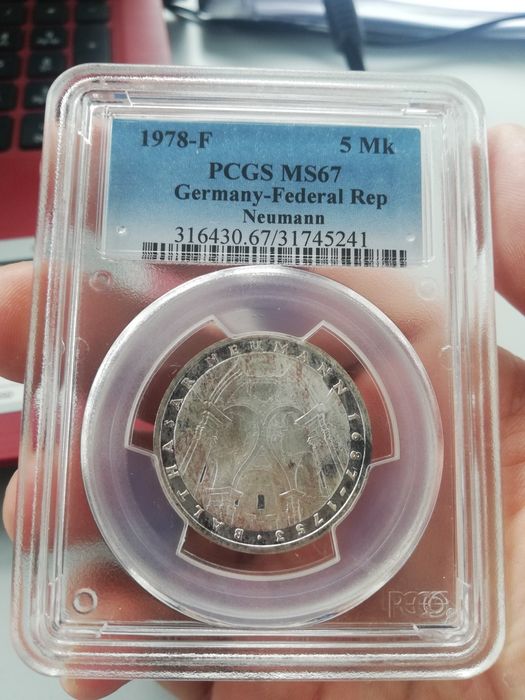 1978-F 5 Mk
PCGS MS67
Germany-Federal Rep
Neumann
316430.67/31745241
BALTHASAR NEUMANN 1687-1753 ·
PCGS